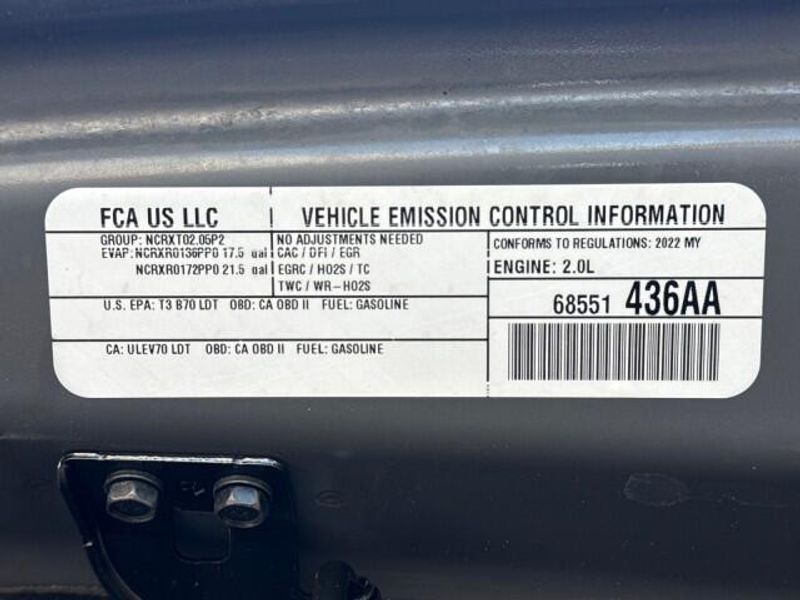 FCA US LLC
VEHICLE EMISSION CONTROL INFORMATION
GROUP: NCRXT02.05P2
EVAP: NCRXR0136PP0 17.5 gal
NCRXR0172PP0 21.5 gal
NO ADJUSTMENTS NEEDED
CAC / DFI / EGR
EGRC / HO2S / TC
TWC / WR-HO2S
CONFORMS TO REGULATIONS: 2022 MY
ENGINE: 2.0L
U.S. EPA: T3 B70 LDT OBD: CA OBD II FUEL: GASOLINE
68551 436AA
CA: ULEV70 LDT OBD: CA OBD II FUEL: GASOLINE